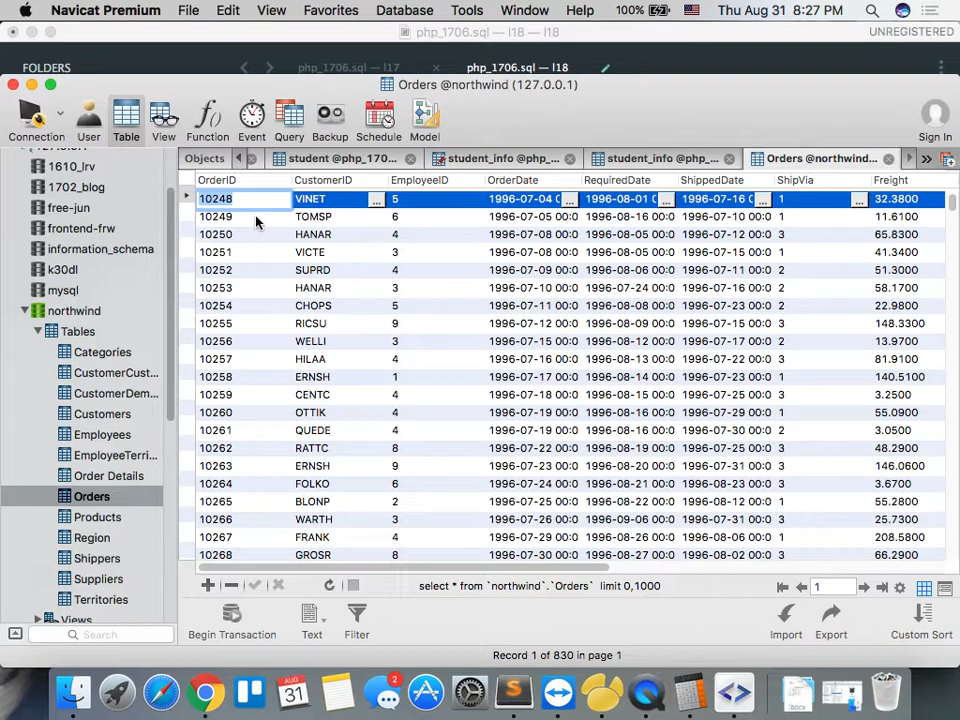 Navicat Premium File Edit View Favorites Database Tools Window Help 100% Thu Aug 31 8:27 PM
php_1706.sql — l18 — l18 UNREGISTERED
FOLDERS php_1706.sql — l17 × php_1706.sql — l18
Orders @northwind (127.0.0.1)
Connection User Table View Function Event Query Backup Schedule Coll Model Sign In
Objects student @php_170... student_info @php_... student_info @php_... Orders @northwind...
1610_lrv
1702_blog
free-jun
frontend-frw
information_schema
k30dl
mysql
northwind
Tables
Categories
CustomerCust...
CustomerDem...
Customers
Employees
EmployeeTerri...
Order Details
Orders
Products
Region
Shippers
Suppliers
Territories
Views
Search
OrderID CustomerID EmployeeID OrderDate RequiredDate ShippedDate ShipVia Freight
10248 VINET ... 5 1996-07-04 0 ... 1996-08-01 0 ... 1996-07-16 0 ... 1 ... 32.3800
10249 TOMSP 6 1996-07-05 00:0 1996-08-16 00:0 1996-07-10 00:0 1 11.6100
10250 HANAR 4 1996-07-08 00:0 1996-08-05 00:0 1996-07-12 00:0 3 65.8300
10251 VICTE 3 1996-07-08 00:0 1996-08-05 00:0 1996-07-15 00:0 1 41.3400
10252 SUPRD 4 1996-07-09 00:0 1996-08-06 00:0 1996-07-11 00:0 2 51.3000
10253 HANAR 3 1996-07-10 00:0 1996-07-24 00:0 1996-07-16 00:0 2 58.1700
10254 CHOPS 5 1996-07-11 00:0 1996-08-08 00:0 1996-07-23 00:0 2 22.9800
10255 RICSU 9 1996-07-12 00:0 1996-08-09 00:0 1996-07-15 00:0 3 148.3300
10256 WELLI 3 1996-07-15 00:0 1996-08-12 00:0 1996-07-17 00:0 2 13.9700
10257 HILAA 4 1996-07-16 00:0 1996-08-13 00:0 1996-07-22 00:0 3 81.9100
10258 ERNSH 1 1996-07-17 00:0 1996-08-14 00:0 1996-07-23 00:0 1 140.5100
10259 CENTC 4 1996-07-18 00:0 1996-08-15 00:0 1996-07-25 00:0 3 3.2500
10260 OTTIK 4 1996-07-19 00:0 1996-08-16 00:0 1996-07-29 00:0 1 55.0900
10261 QUEDE 4 1996-07-19 00:0 1996-08-16 00:0 1996-07-30 00:0 2 3.0500
10262 RATTC 8 1996-07-22 00:0 1996-08-19 00:0 1996-07-25 00:0 3 48.2900
10263 ERNSH 9 1996-07-23 00:0 1996-08-20 00:0 1996-07-31 00:0 3 146.0600
10264 FOLKO 6 1996-07-24 00:0 1996-08-21 00:0 1996-08-23 00:0 3 3.6700
10265 BLONP 2 1996-07-25 00:0 1996-08-22 00:0 1996-08-12 00:0 1 55.2800
10266 WARTH 3 1996-07-26 00:0 1996-09-06 00:0 1996-07-31 00:0 3 25.7300
10267 FRANK 4 1996-07-29 00:0 1996-08-26 00:0 1996-08-06 00:0 1 208.5800
10268 GROSR 8 1996-07-30 00:0 1996-08-27 00:0 1996-08-02 00:0 3 66.2900
select * from `northwind`.`Orders` limit 0,1000 1
Begin Transaction Text Filter Import Export Custom Sort
Record 1 of 830 in page 1
AUG
31
2
.DOCX